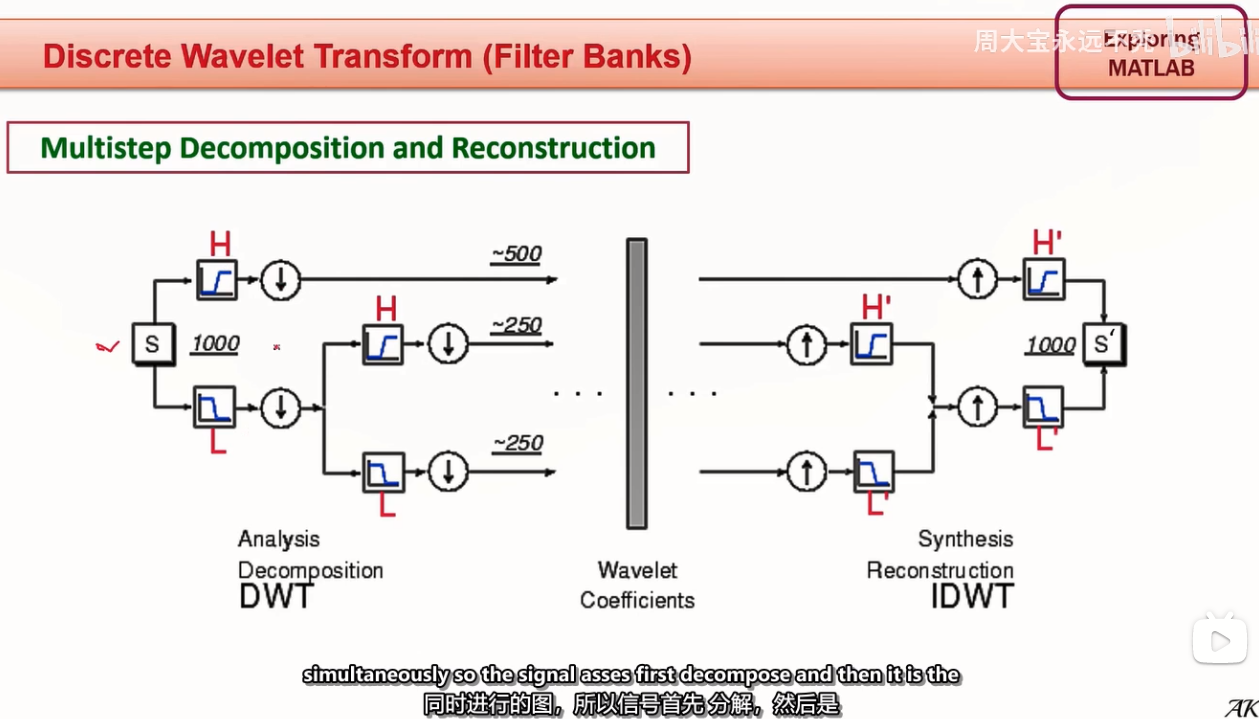 周大宝永远不秃
bilibili
Exploring
MATLAB
Discrete Wavelet Transform (Filter Banks)
Multistep Decomposition and Reconstruction
H
~500
H'
H
~250
H'
S
1000
1000
S'
. . .
. . .
L
~250
L'
L
L'
Analysis
Decomposition
DWT
Wavelet
Coefficients
Synthesis
Reconstruction
IDWT
simultaneously so the signal asses first decompose and then it is the
同时进行的图，所以信号首先 分解，然后是
AK